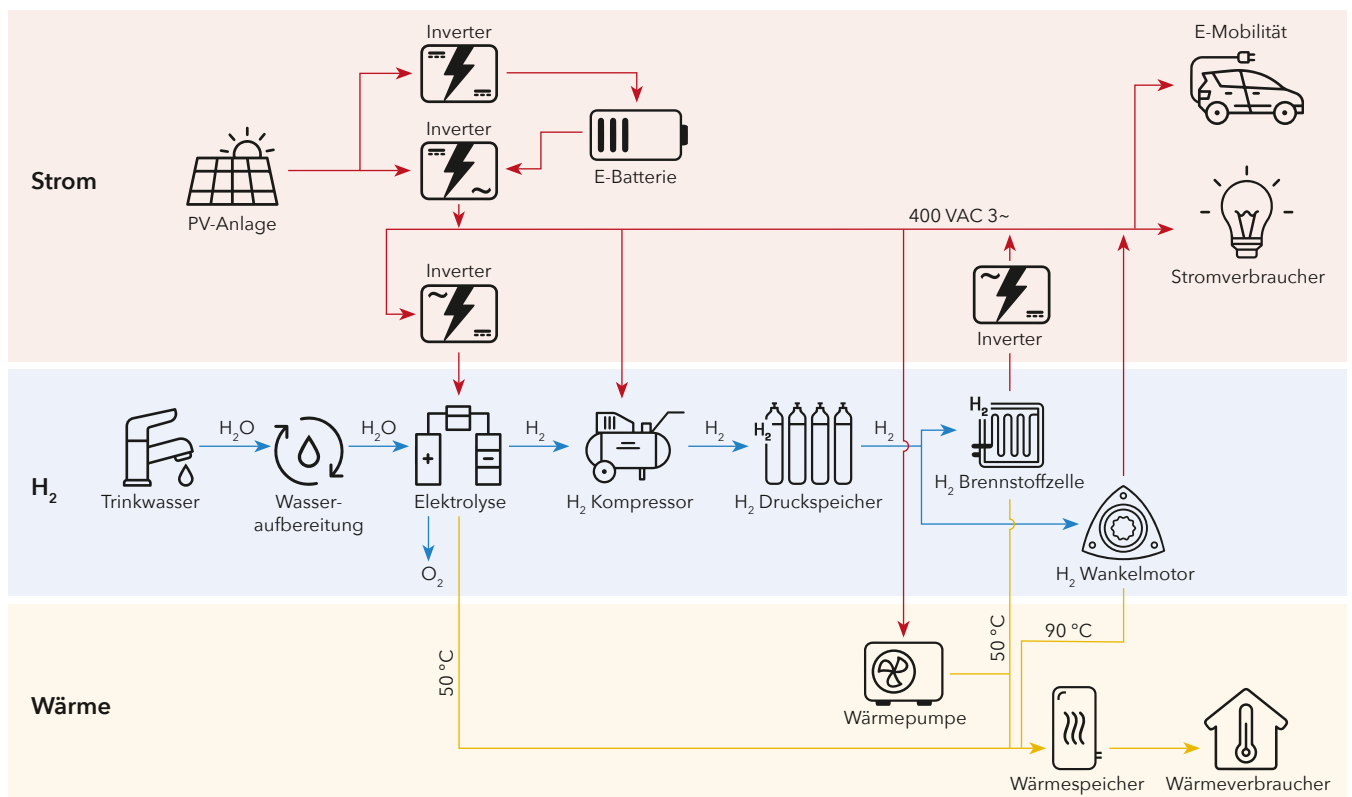 Strom
Inverter
E-Mobilität
Inverter
E-Batterie
PV-Anlage
400 VAC 3~
Inverter
Stromverbraucher
Inverter
H₂
H₂O
H₂O
H₂
H₂
H₂
H₂
H₂
Trinkwasser
Wasser-
aufbereitung
Elektrolyse
H₂ Kompressor
H₂ Druckspeicher
H₂ Brennstoffzelle
O₂
H₂ Wankelmotor
Wärme
50 °C
50 °C
90 °C
Wärmepumpe
Wärmespeicher
Wärmeverbraucher